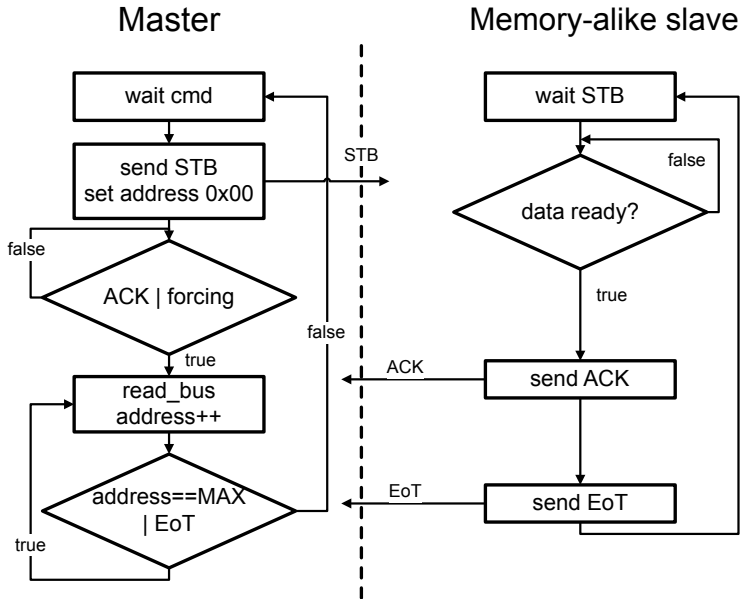 Master
Memory-alike slave
wait cmd
wait STB
send STB
set address 0x00
STB
false
data ready?
false
ACK | forcing
true
false
true
read_bus
address++
ACK
send ACK
address==MAX
| EoT
EoT
send EoT
true